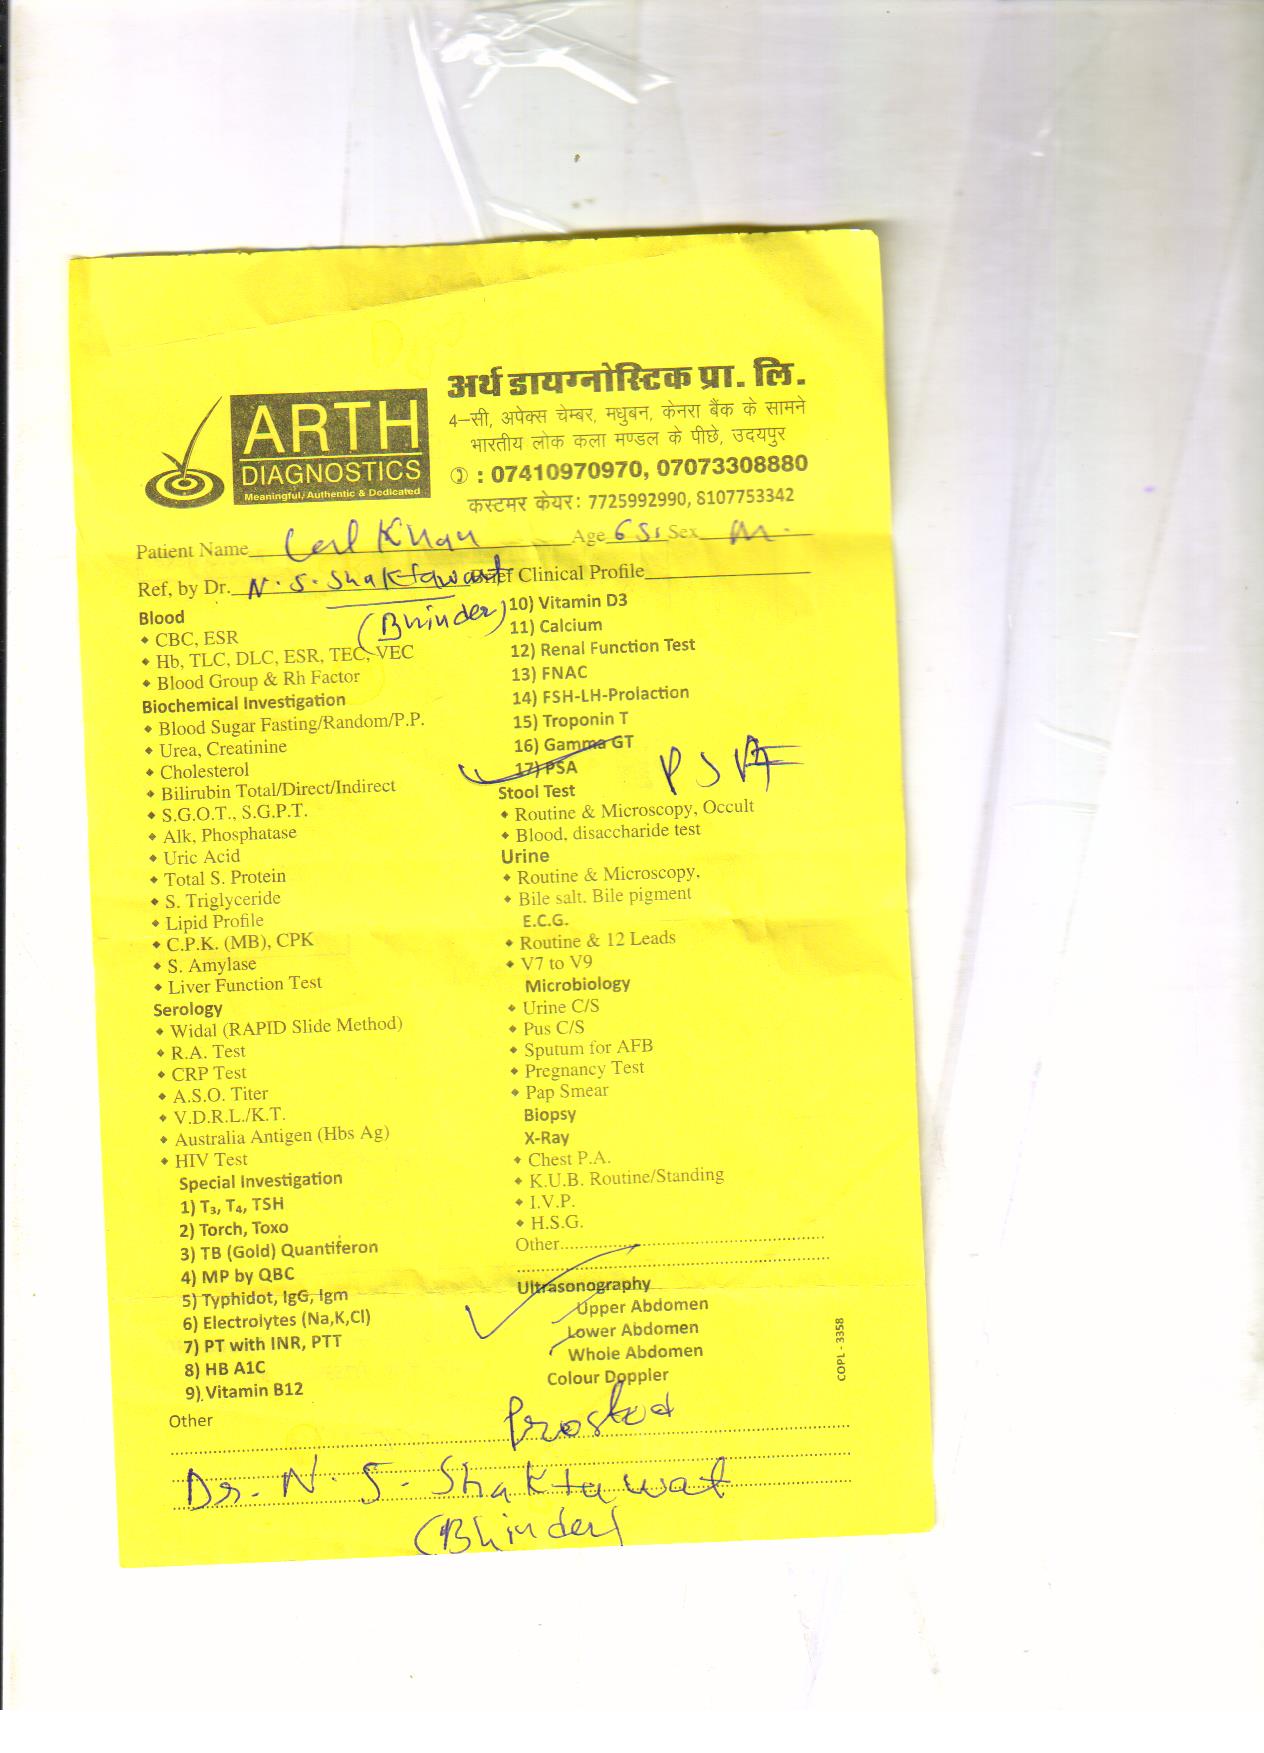 ARTH
DIAGNOSTICS
Meaningful, Authentic & Dedicated
अर्थ डायग्नोस्टिक प्रा. लि.
4–सी, अपेक्स चेम्बर, मधुबन, केनरा बैंक के सामने
भारतीय लोक कला मण्डल के पीछे, उदयपुर
: 07410970970, 07073308880
कस्टमर केयर: 7725992990, 8107753342
Patient Name Khan Age 65 Sex M.
Ref, by Dr. N.S. Shaktawat Brief Clinical Profile
(Bhinder)
Blood
CBC, ESR
Hb, TLC, DLC, ESR, TEC, VEC
Blood Group & Rh Factor
Biochemical Investigation
Blood Sugar Fasting/Random/P.P.
Urea, Creatinine
Cholesterol
Bilirubin Total/Direct/Indirect
S.G.O.T., S.G.P.T.
Alk, Phosphatase
Uric Acid
Total S. Protein
S. Triglyceride
Lipid Profile
C.P.K. (MB), CPK
S. Amylase
Liver Function Test
Serology
Widal (RAPID Slide Method)
R.A. Test
CRP Test
A.S.O. Titer
V.D.R.L./K.T.
Australia Antigen (Hbs Ag)
HIV Test
Special Investigation
1) T₃, T₄, TSH
2) Torch, Toxo
3) TB (Gold) Quantiferon
4) MP by QBC
5) Typhidot, IgG, Igm
6) Electrolytes (Na,K,Cl)
7) PT with INR, PTT
8) HB A1C
9). Vitamin B12
10) Vitamin D3
11) Calcium
12) Renal Function Test
13) FNAC
14) FSH-LH-Prolaction
15) Troponin T
16) Gamma GT
17) PSA
PSA
Stool Test
Routine & Microscopy, Occult
Blood, disaccharide test
Urine
Routine & Microscopy,
Bile salt, Bile pigment
E.C.G.
Routine & 12 Leads
V7 to V9
Microbiology
Urine C/S
Pus C/S
Sputum for AFB
Pregnancy Test
Pap Smear
Biopsy
X-Ray
Chest P.A.
K.U.B. Routine/Standing
I.V.P.
H.S.G.
Other
Ultrasonography
Upper Abdomen
Lower Abdomen
Whole Abdomen
Colour Doppler
COPL - 3358
Other
Dr. N. S. Shaktawat
(Bhinder)